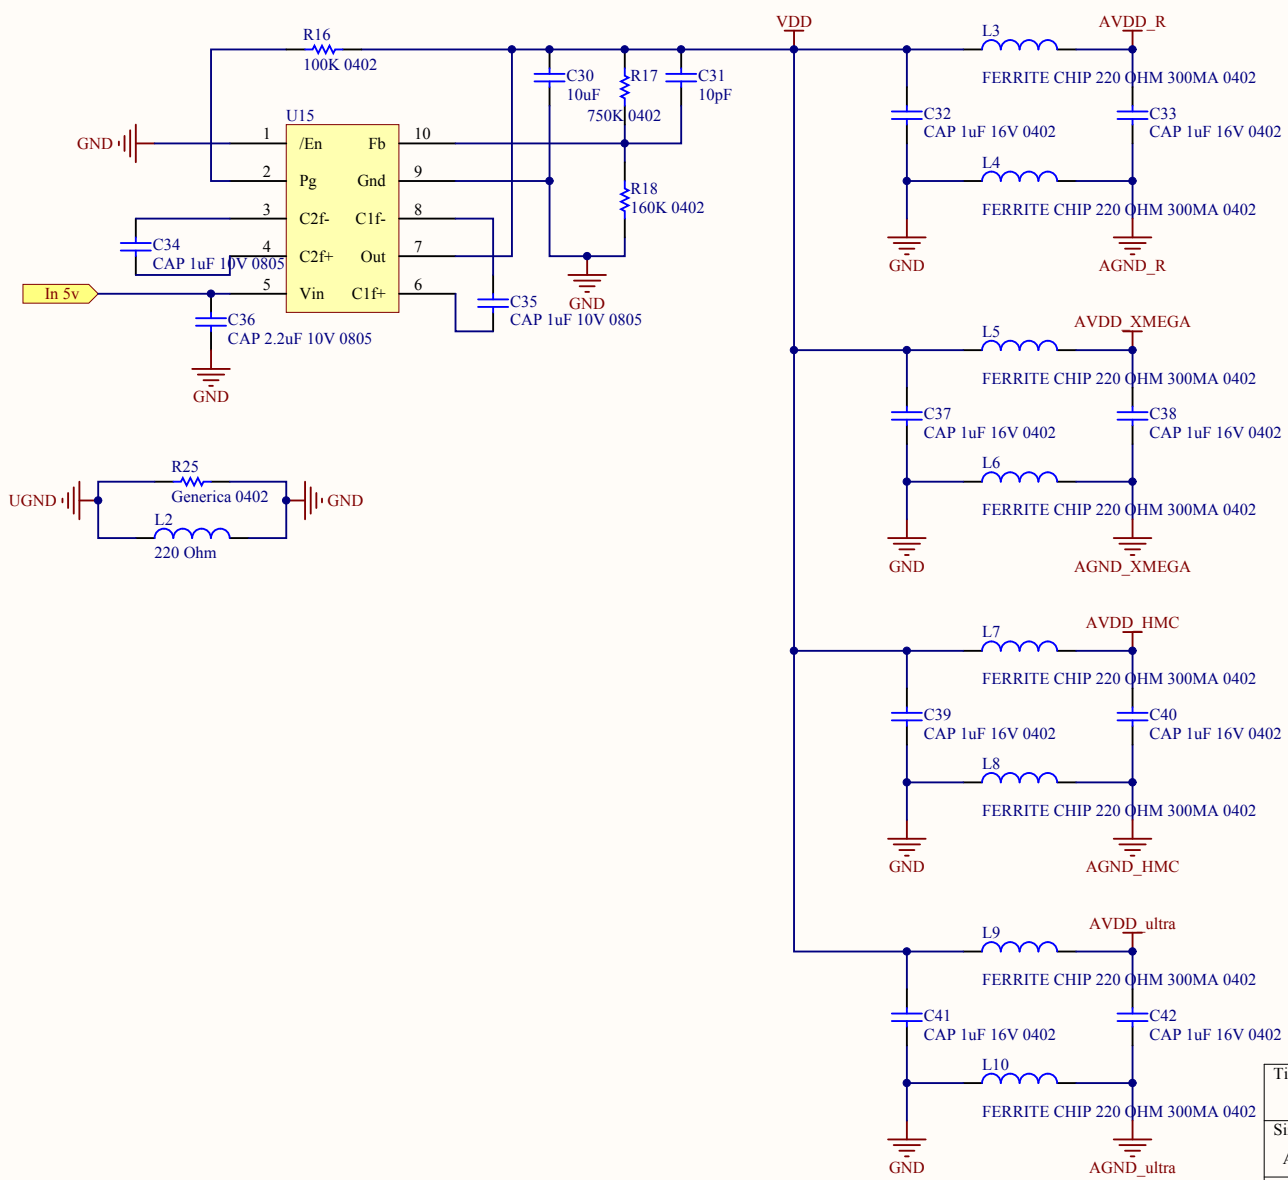 VDD
AVDD_R
R16
100K 0402
C30
10uF
R17
750K 0402
C31
10pF
L3
FERRITE CHIP 220 OHM 300MA 0402
C32
CAP 1uF 16V 0402
C33
CAP 1uF 16V 0402
L4
FERRITE CHIP 220 OHM 300MA 0402
GND
AGND_R
U15
GND
1 /En Fb 10
2 Pg Gnd 9
3 C2f- C1f- 8
4 C2f+ Out 7
5 Vin C1f+ 6
R18
160K 0402
C34
CAP 1uF 10V 0805
In 5v
C36
CAP 2.2uF 10V 0805
GND
C35
CAP 1uF 10V 0805
GND
R25
Generica 0402
UGND
GND
L2
220 Ohm
AVDD_XMEGA
L5
FERRITE CHIP 220 OHM 300MA 0402
C37
CAP 1uF 16V 0402
C38
CAP 1uF 16V 0402
L6
FERRITE CHIP 220 OHM 300MA 0402
GND
AGND_XMEGA
AVDD_HMC
L7
FERRITE CHIP 220 OHM 300MA 0402
C39
CAP 1uF 16V 0402
C40
CAP 1uF 16V 0402
L8
FERRITE CHIP 220 OHM 300MA 0402
GND
AGND_HMC
AVDD_ultra
L9
FERRITE CHIP 220 OHM 300MA 0402
C41
CAP 1uF 16V 0402
C42
CAP 1uF 16V 0402
L10
FERRITE CHIP 220 OHM 300MA 0402
GND
AGND_ultra